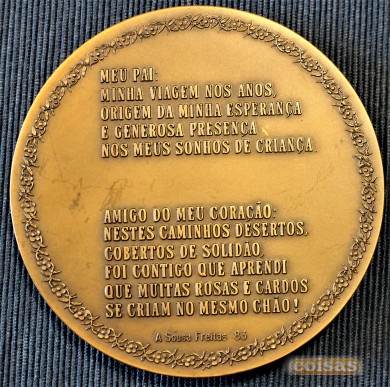 MEU PAI:
MINHA VIAGEM NOS ANOS,
ORIGEM DA MINHA ESPERANÇA
E GENEROSA PRESENÇA
NOS MEUS SONHOS DE CRIANÇA.
AMIGO DO MEU CORAÇÃO:
NESTES CAMINHOS DESERTOS,
COBERTOS DE SOLIDÃO,
FOI CONTIGO QUE APRENDI
QUE MUITAS ROSAS E CARDOS
SE CRIAM NO MESMO CHÃO!
A Sousa Freitas 83
coisas